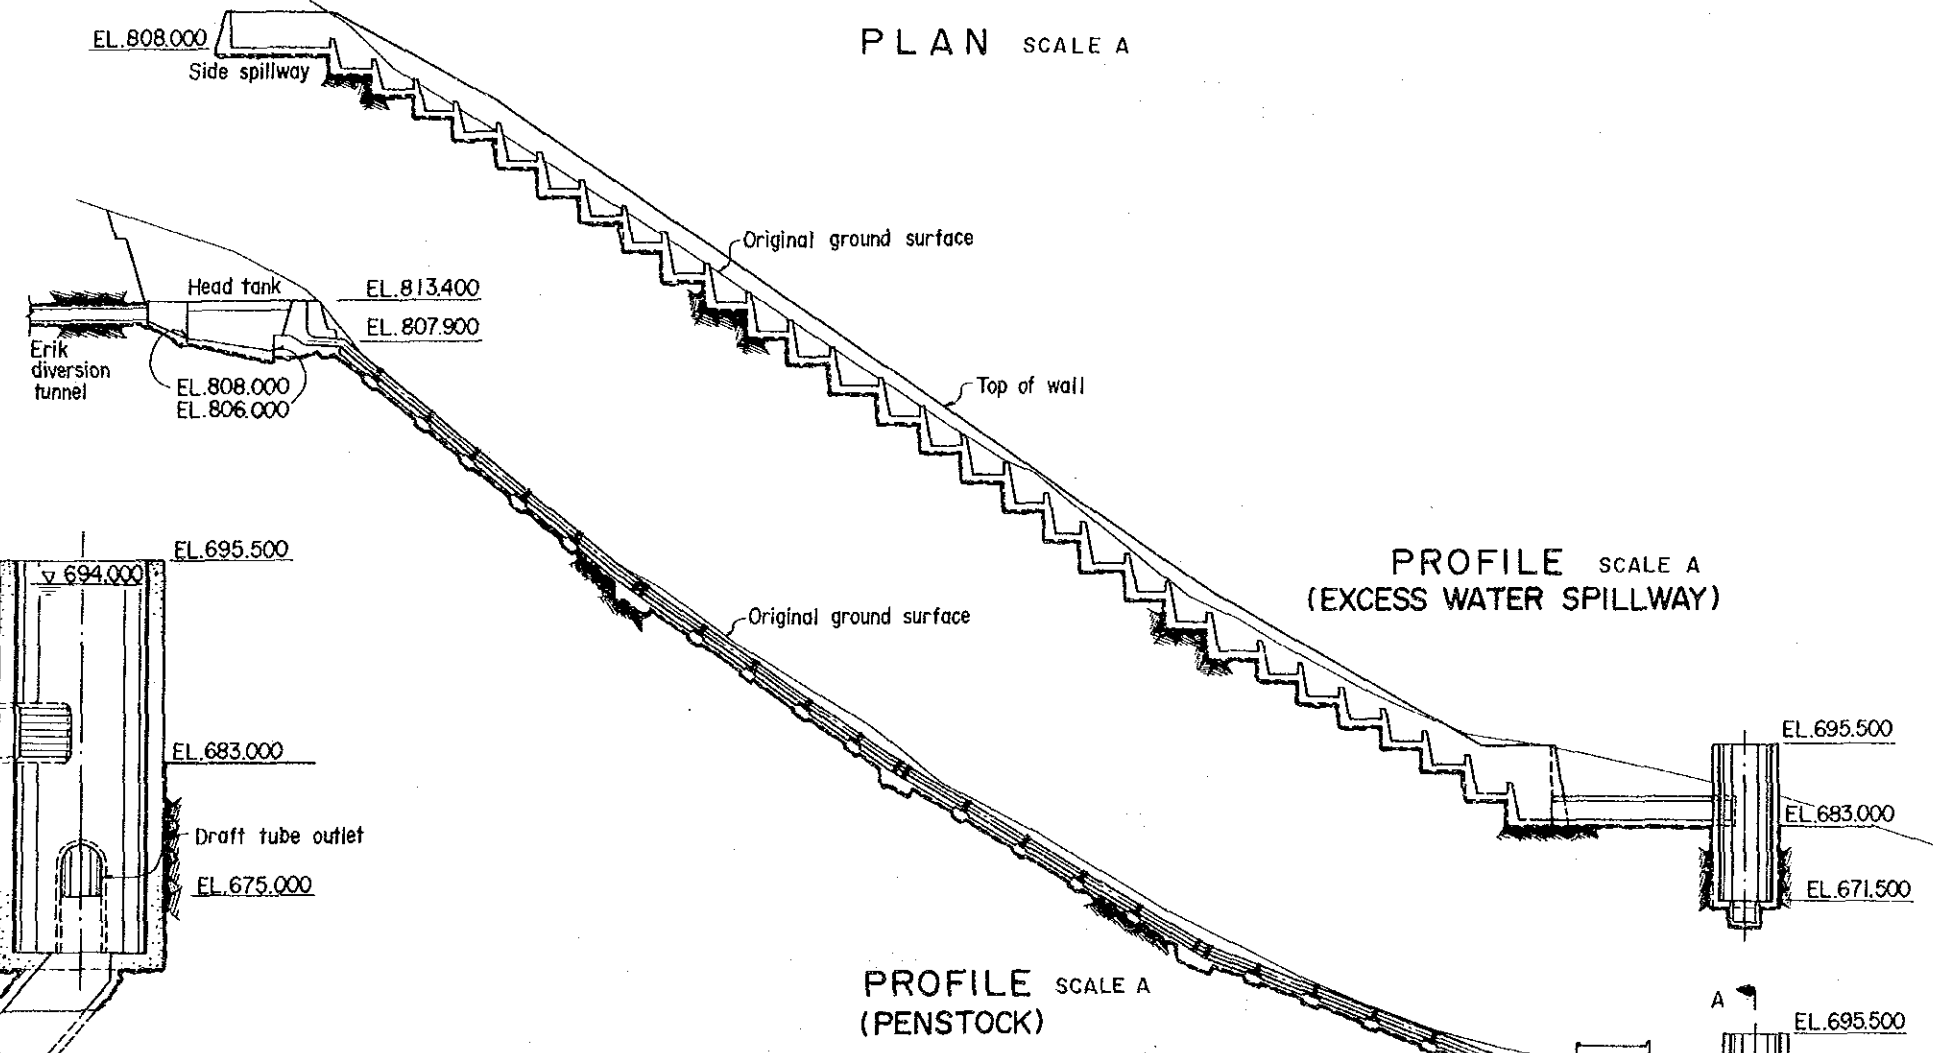 PLAN SCALE A
EL.808.000
Side spillway
Original ground surface
Head tank
EL.813.400
EL.807.900
Erik
diversion
tunnel
EL.808.000
EL.806.000
Top of wall
EL.695.500
▽ 694.000
PROFILE SCALE A
(EXCESS WATER SPILLWAY)
Original ground surface
EL.683.000
EL.695.500
EL.683.000
Draft tube outlet
EL.675.000
EL.671.500
PROFILE SCALE A
(PENSTOCK)
A
EL.695.500